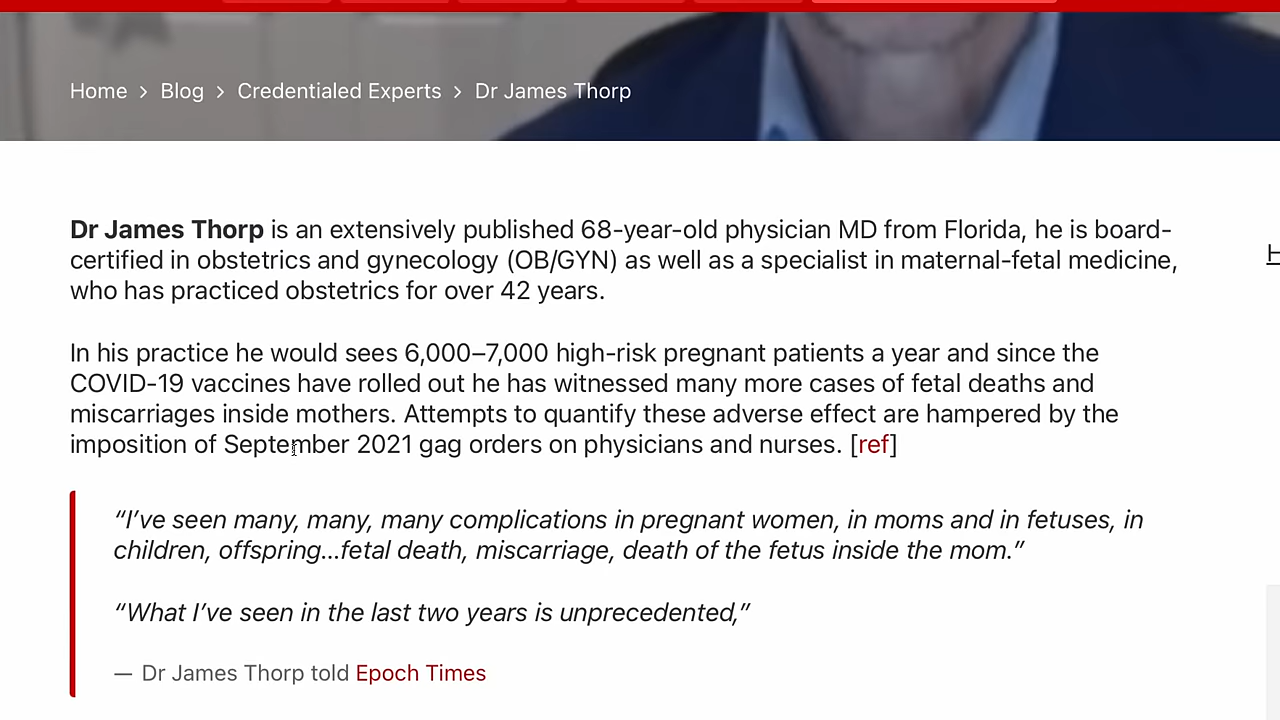 Home > Blog > Credentialed Experts > Dr James Thorp
Dr James Thorp is an extensively published 68-year-old physician MD from Florida, he is board-
certified in obstetrics and gynecology (OB/GYN) as well as a specialist in maternal-fetal medicine,
who has practiced obstetrics for over 42 years.
In his practice he would sees 6,000–7,000 high-risk pregnant patients a year and since the
COVID-19 vaccines have rolled out he has witnessed many more cases of fetal deaths and
miscarriages inside mothers. Attempts to quantify these adverse effect are hampered by the
imposition of September 2021 gag orders on physicians and nurses. [ref]
“I’ve seen many, many, many complications in pregnant women, in moms and in fetuses, in
children, offspring...fetal death, miscarriage, death of the fetus inside the mom.”
“What I’ve seen in the last two years is unprecedented,”
— Dr James Thorp told Epoch Times